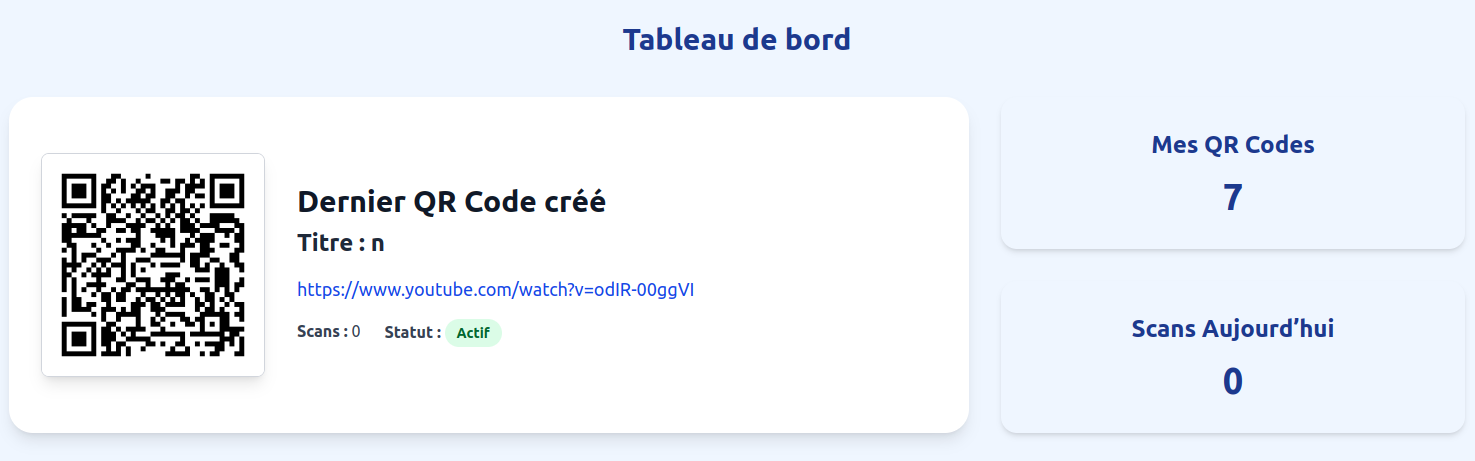 Tableau de bord
Dernier QR Code créé
Titre : n
https://www.youtube.com/watch?v=odIR-00ggVI
Scans : 0 Statut : Actif
Mes QR Codes
7
Scans Aujourd’hui
0